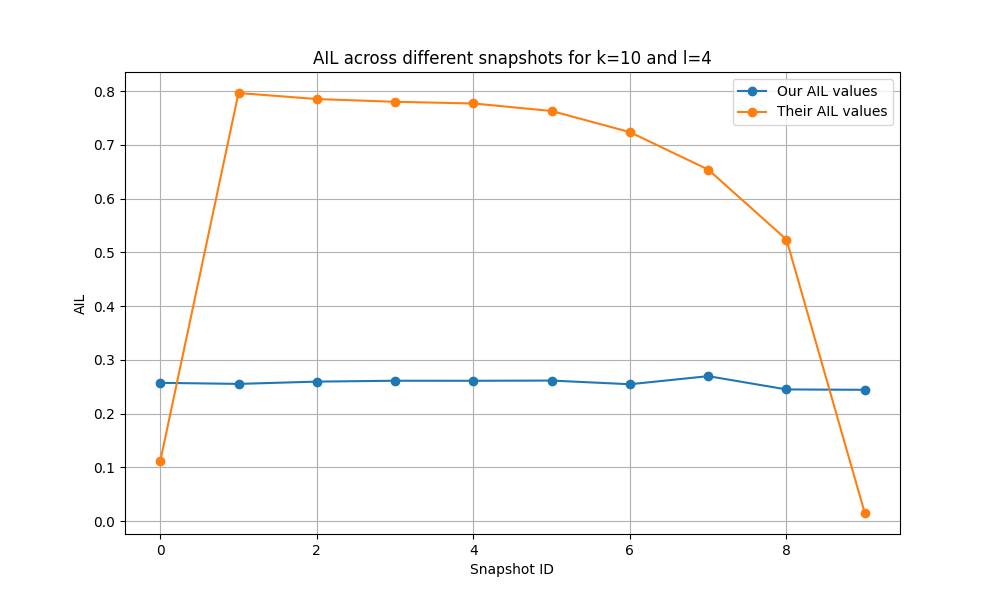 AIL across different snapshots for k=10 and l=4
Our AIL values
Their AIL values
0.8
0.7
0.6
0.5
0.4
0.3
0.2
0.1
0.0
AIL
0 2 4 6 8
Snapshot ID